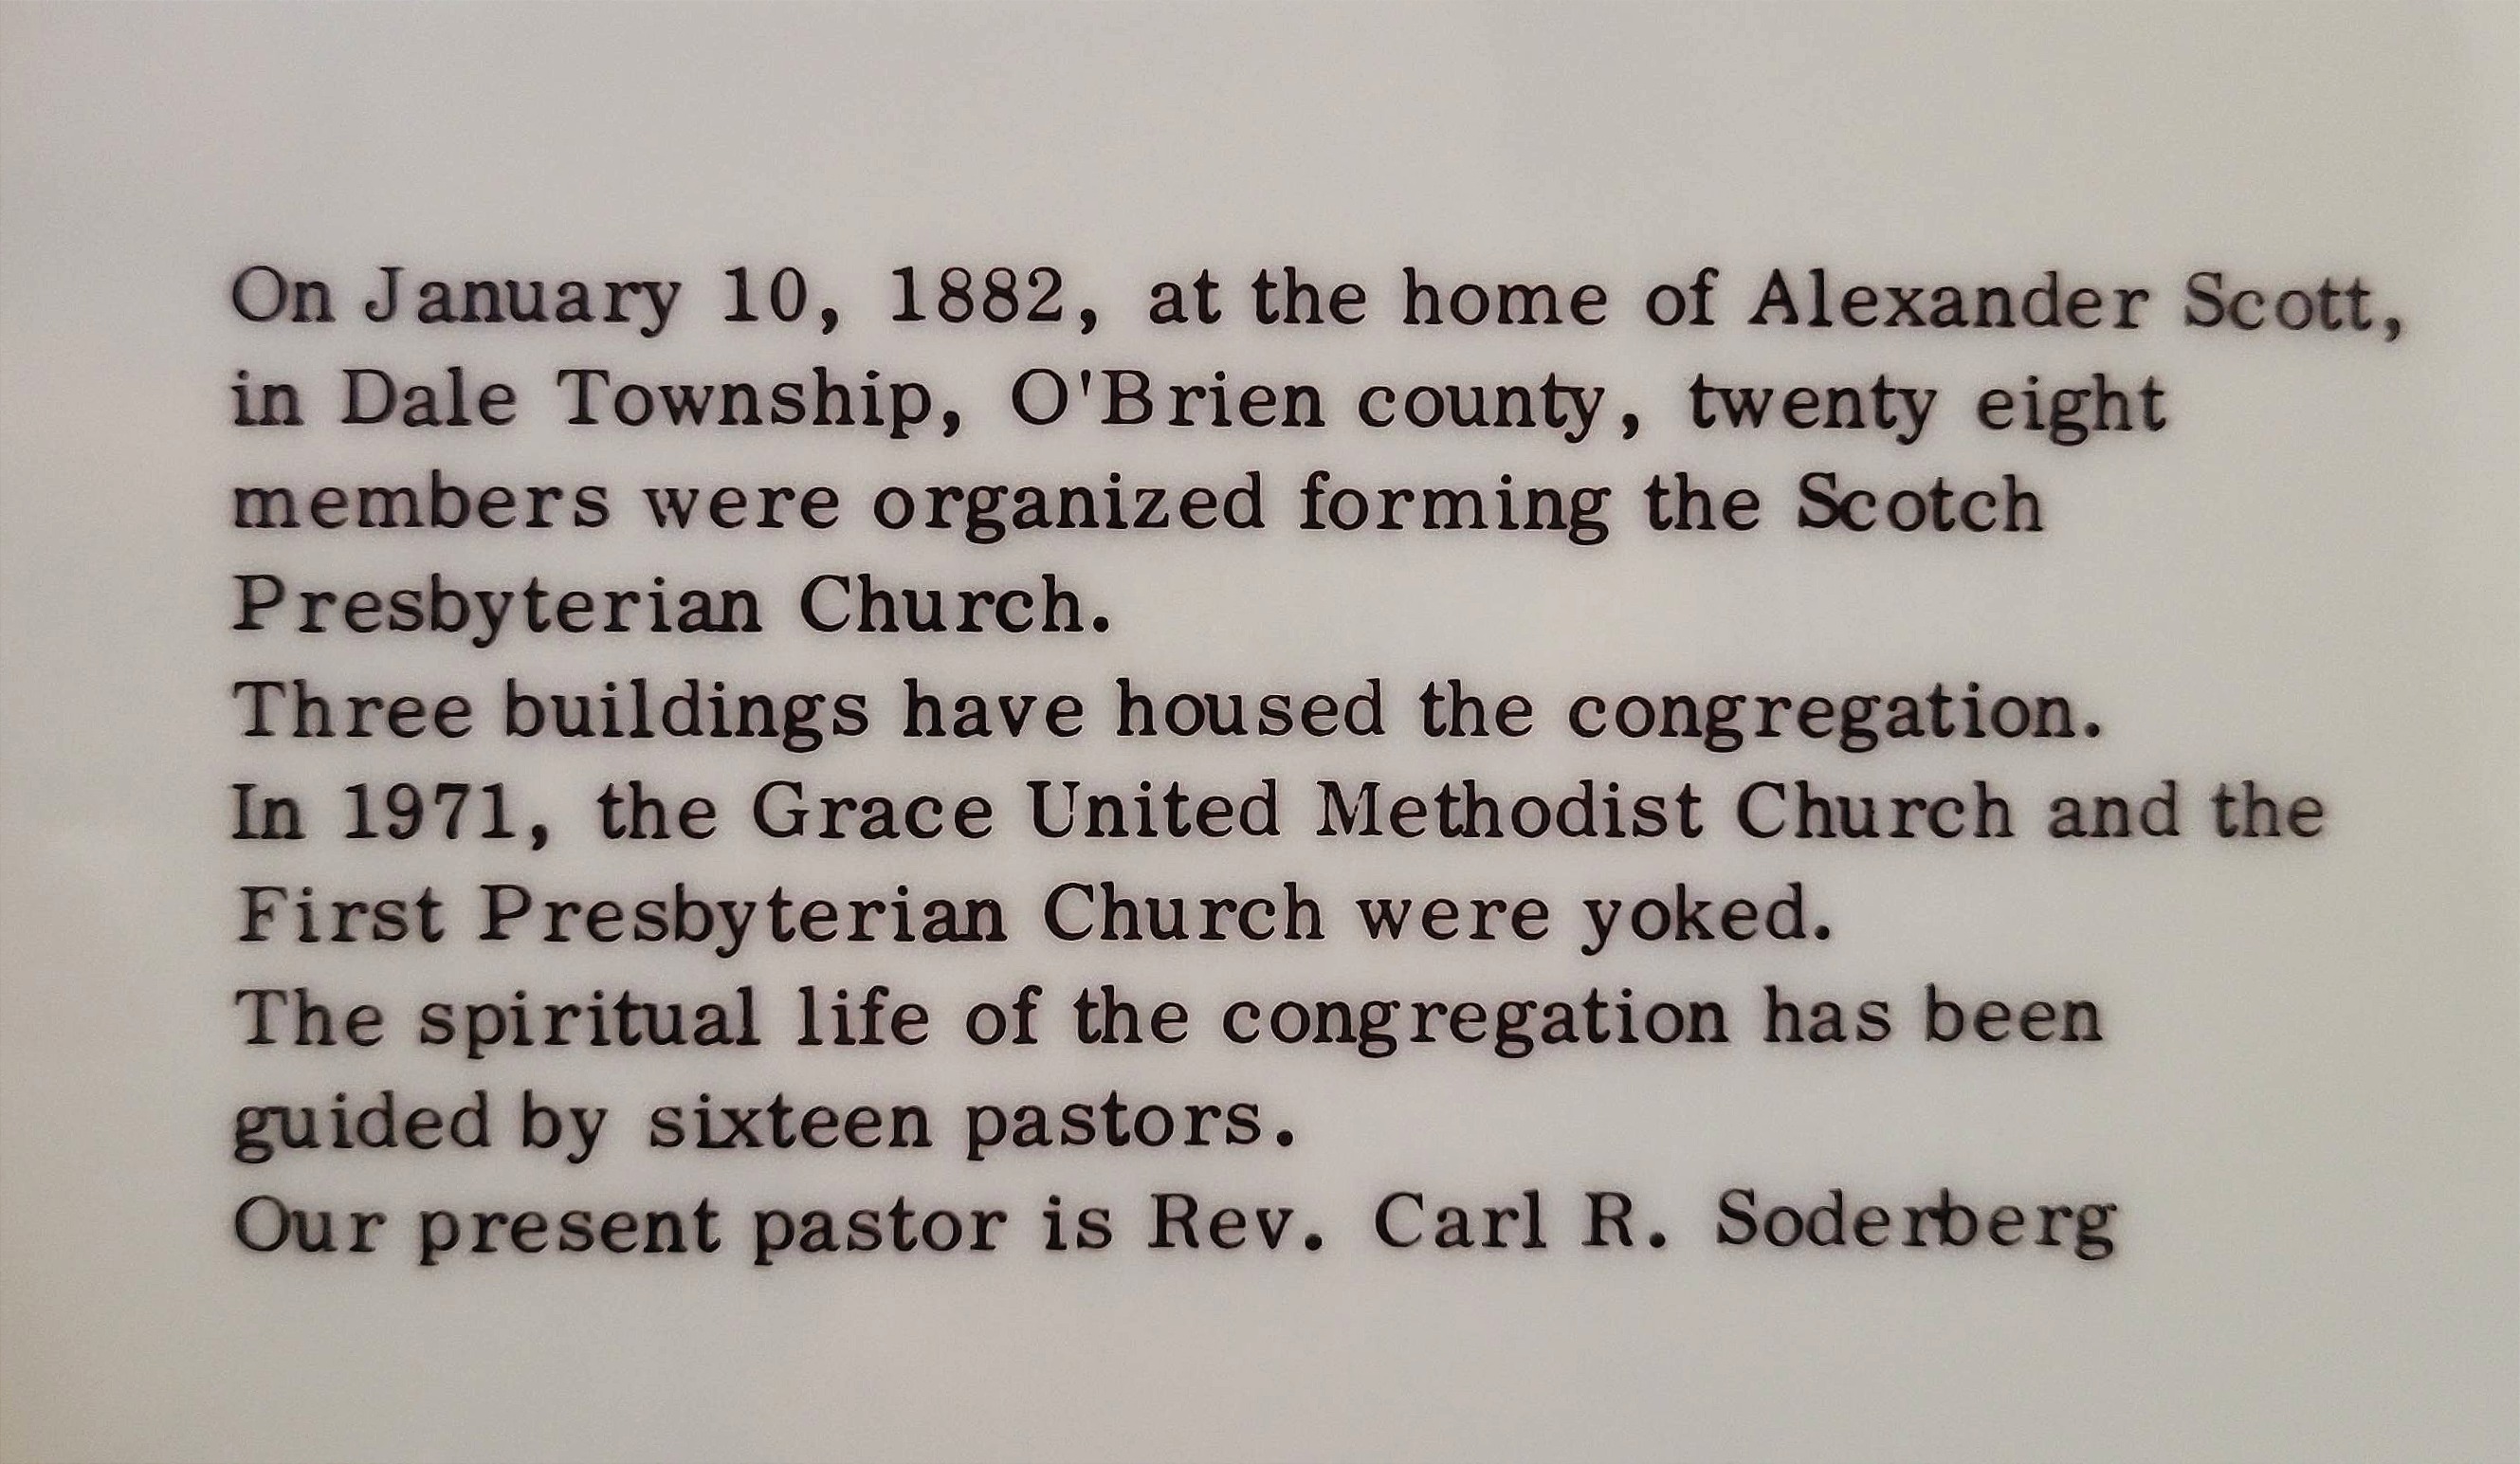 On January 10, 1882, at the home of Alexander Scott,
in Dale Township, O'Brien county, twenty eight
members were organized forming the Scotch
Presbyterian Church.
Three buildings have housed the congregation.
In 1971, the Grace United Methodist Church and the
First Presbyterian Church were yoked.
The spiritual life of the congregation has been
guided by sixteen pastors.
Our present pastor is Rev. Carl R. Soderberg